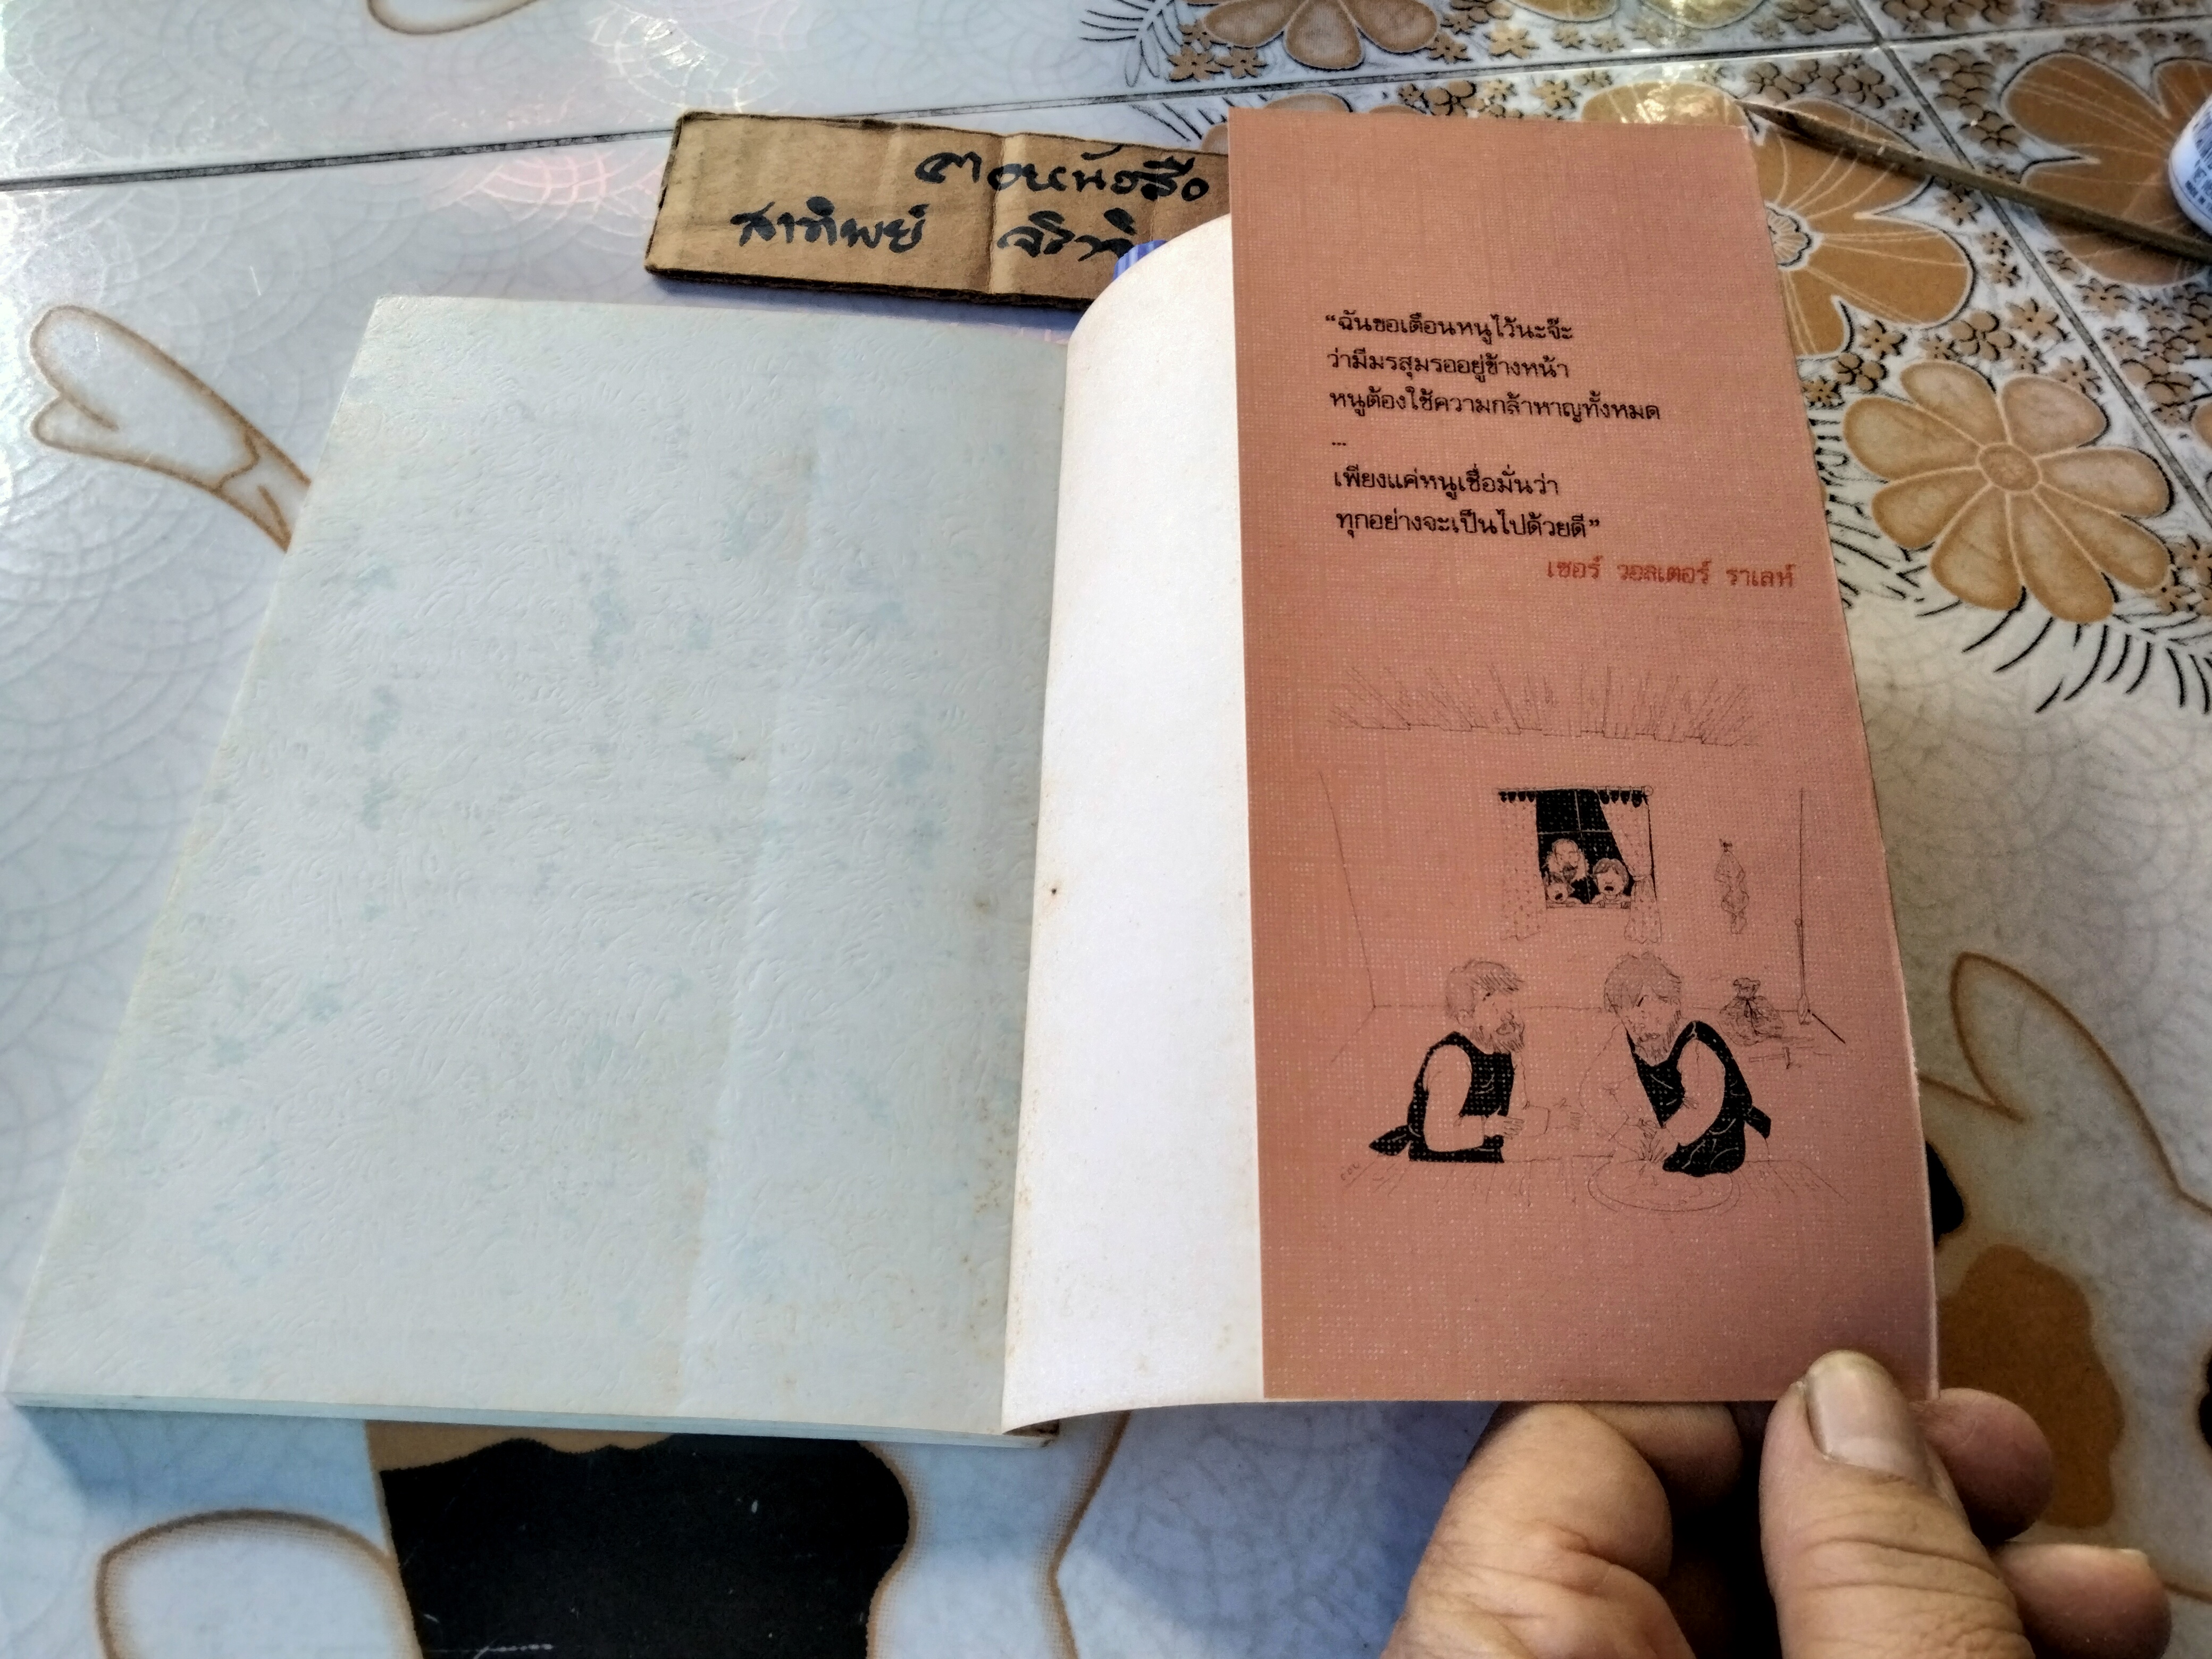 ตอหนังสือ
สาทิพย์
“ฉันขอเตือนหนูไว้นะจ๊ะ
ว่ามีมรสุมรออยู่ข้างหน้า
หนูต้องใช้ความกล้าหาญทั้งหมด
...
เพียงแค่หนูเชื่อมั่นว่า
ทุกอย่างจะเป็นไปด้วยดี”
เซอร์ วอลเตอร์ ราเลห์